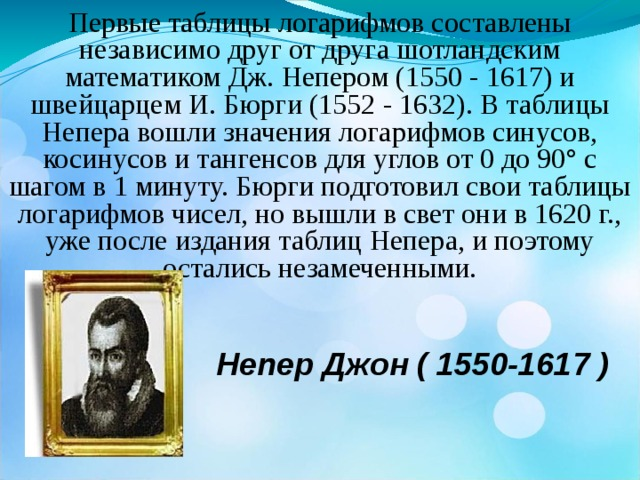 Первые таблицы логарифмов составлены
независимо друг от друга шотландским
математиком Дж. Непером (1550 - 1617) и
швейцарцем И. Бюрги (1552 - 1632). В таблицы
Непера вошли значения логарифмов синусов,
косинусов и тангенсов для углов от 0 до 90° с
шагом в 1 минуту. Бюрги подготовил свои таблицы
логарифмов чисел, но вышли в свет они в 1620 г.,
уже после издания таблиц Непера, и поэтому
остались незамеченными.
Непер Джон ( 1550-1617 )